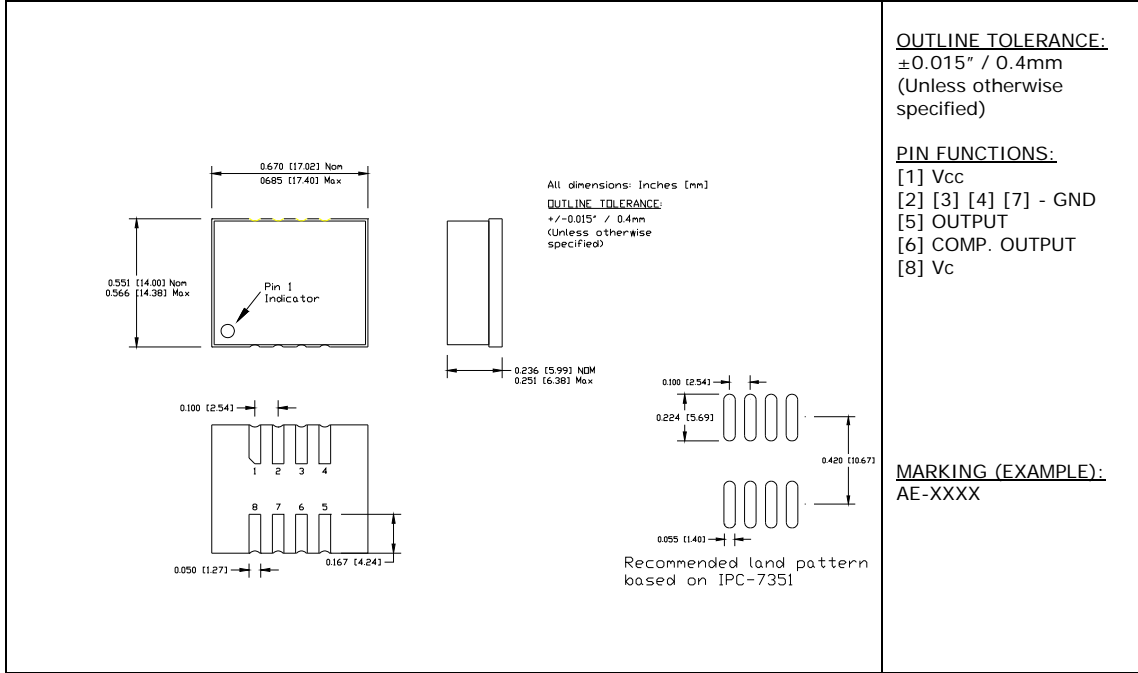 0.670 [17.02] Nom
0685 [17.40] Max
All dimensions: Inches [mm]
OUTLINE TOLERANCE:
+/-0.015" / 0.4mm
(Unless otherwise
specified)
0.551 [14.00] Nom
0.566 [14.38] Max
Pin 1
Indicator
0.236 [5.99] NOM
0.251 [6.38] Max
0.100 [2.54]
1 2 3 4
8 7 6 5
0.050 [1.27]
0.167 [4.24]
0.100 [2.54]
0.224 [5.69]
0.420 [10.67]
0.055 [1.40]
Recommended land pattern
based on IPC-7351
OUTLINE TOLERANCE:
±0.015" / 0.4mm
(Unless otherwise
specified)
PIN FUNCTIONS:
[1] Vcc
[2] [3] [4] [7] - GND
[5] OUTPUT
[6] COMP. OUTPUT
[8] Vc
MARKING (EXAMPLE):
AE-XXXX